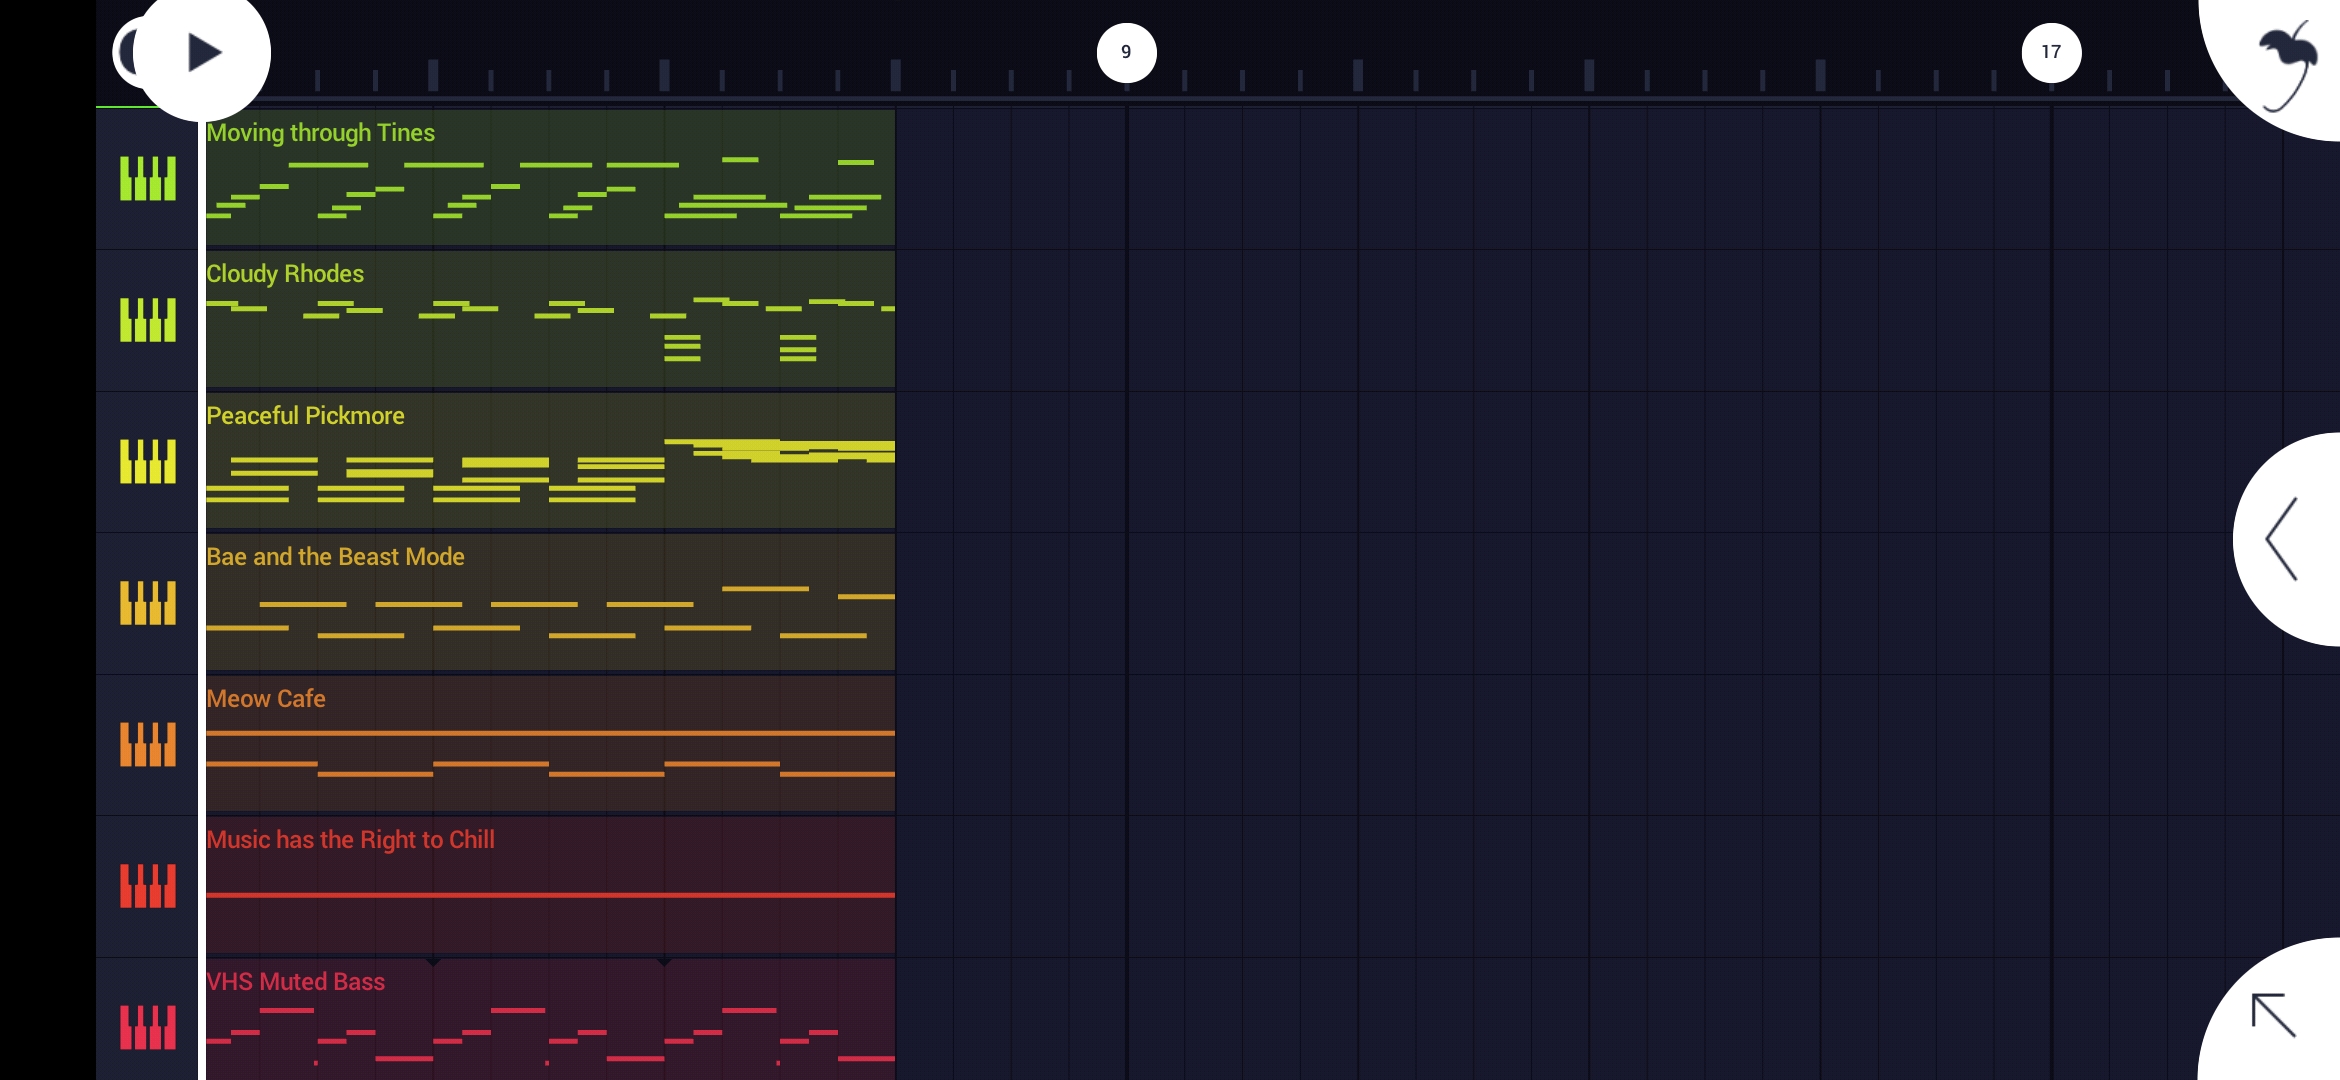 9
17
Moving through Tines
Cloudy Rhodes
Peaceful Pickmore
Bae and the Beast Mode
Meow Cafe
Music has the Right to Chill
VHS Muted Bass